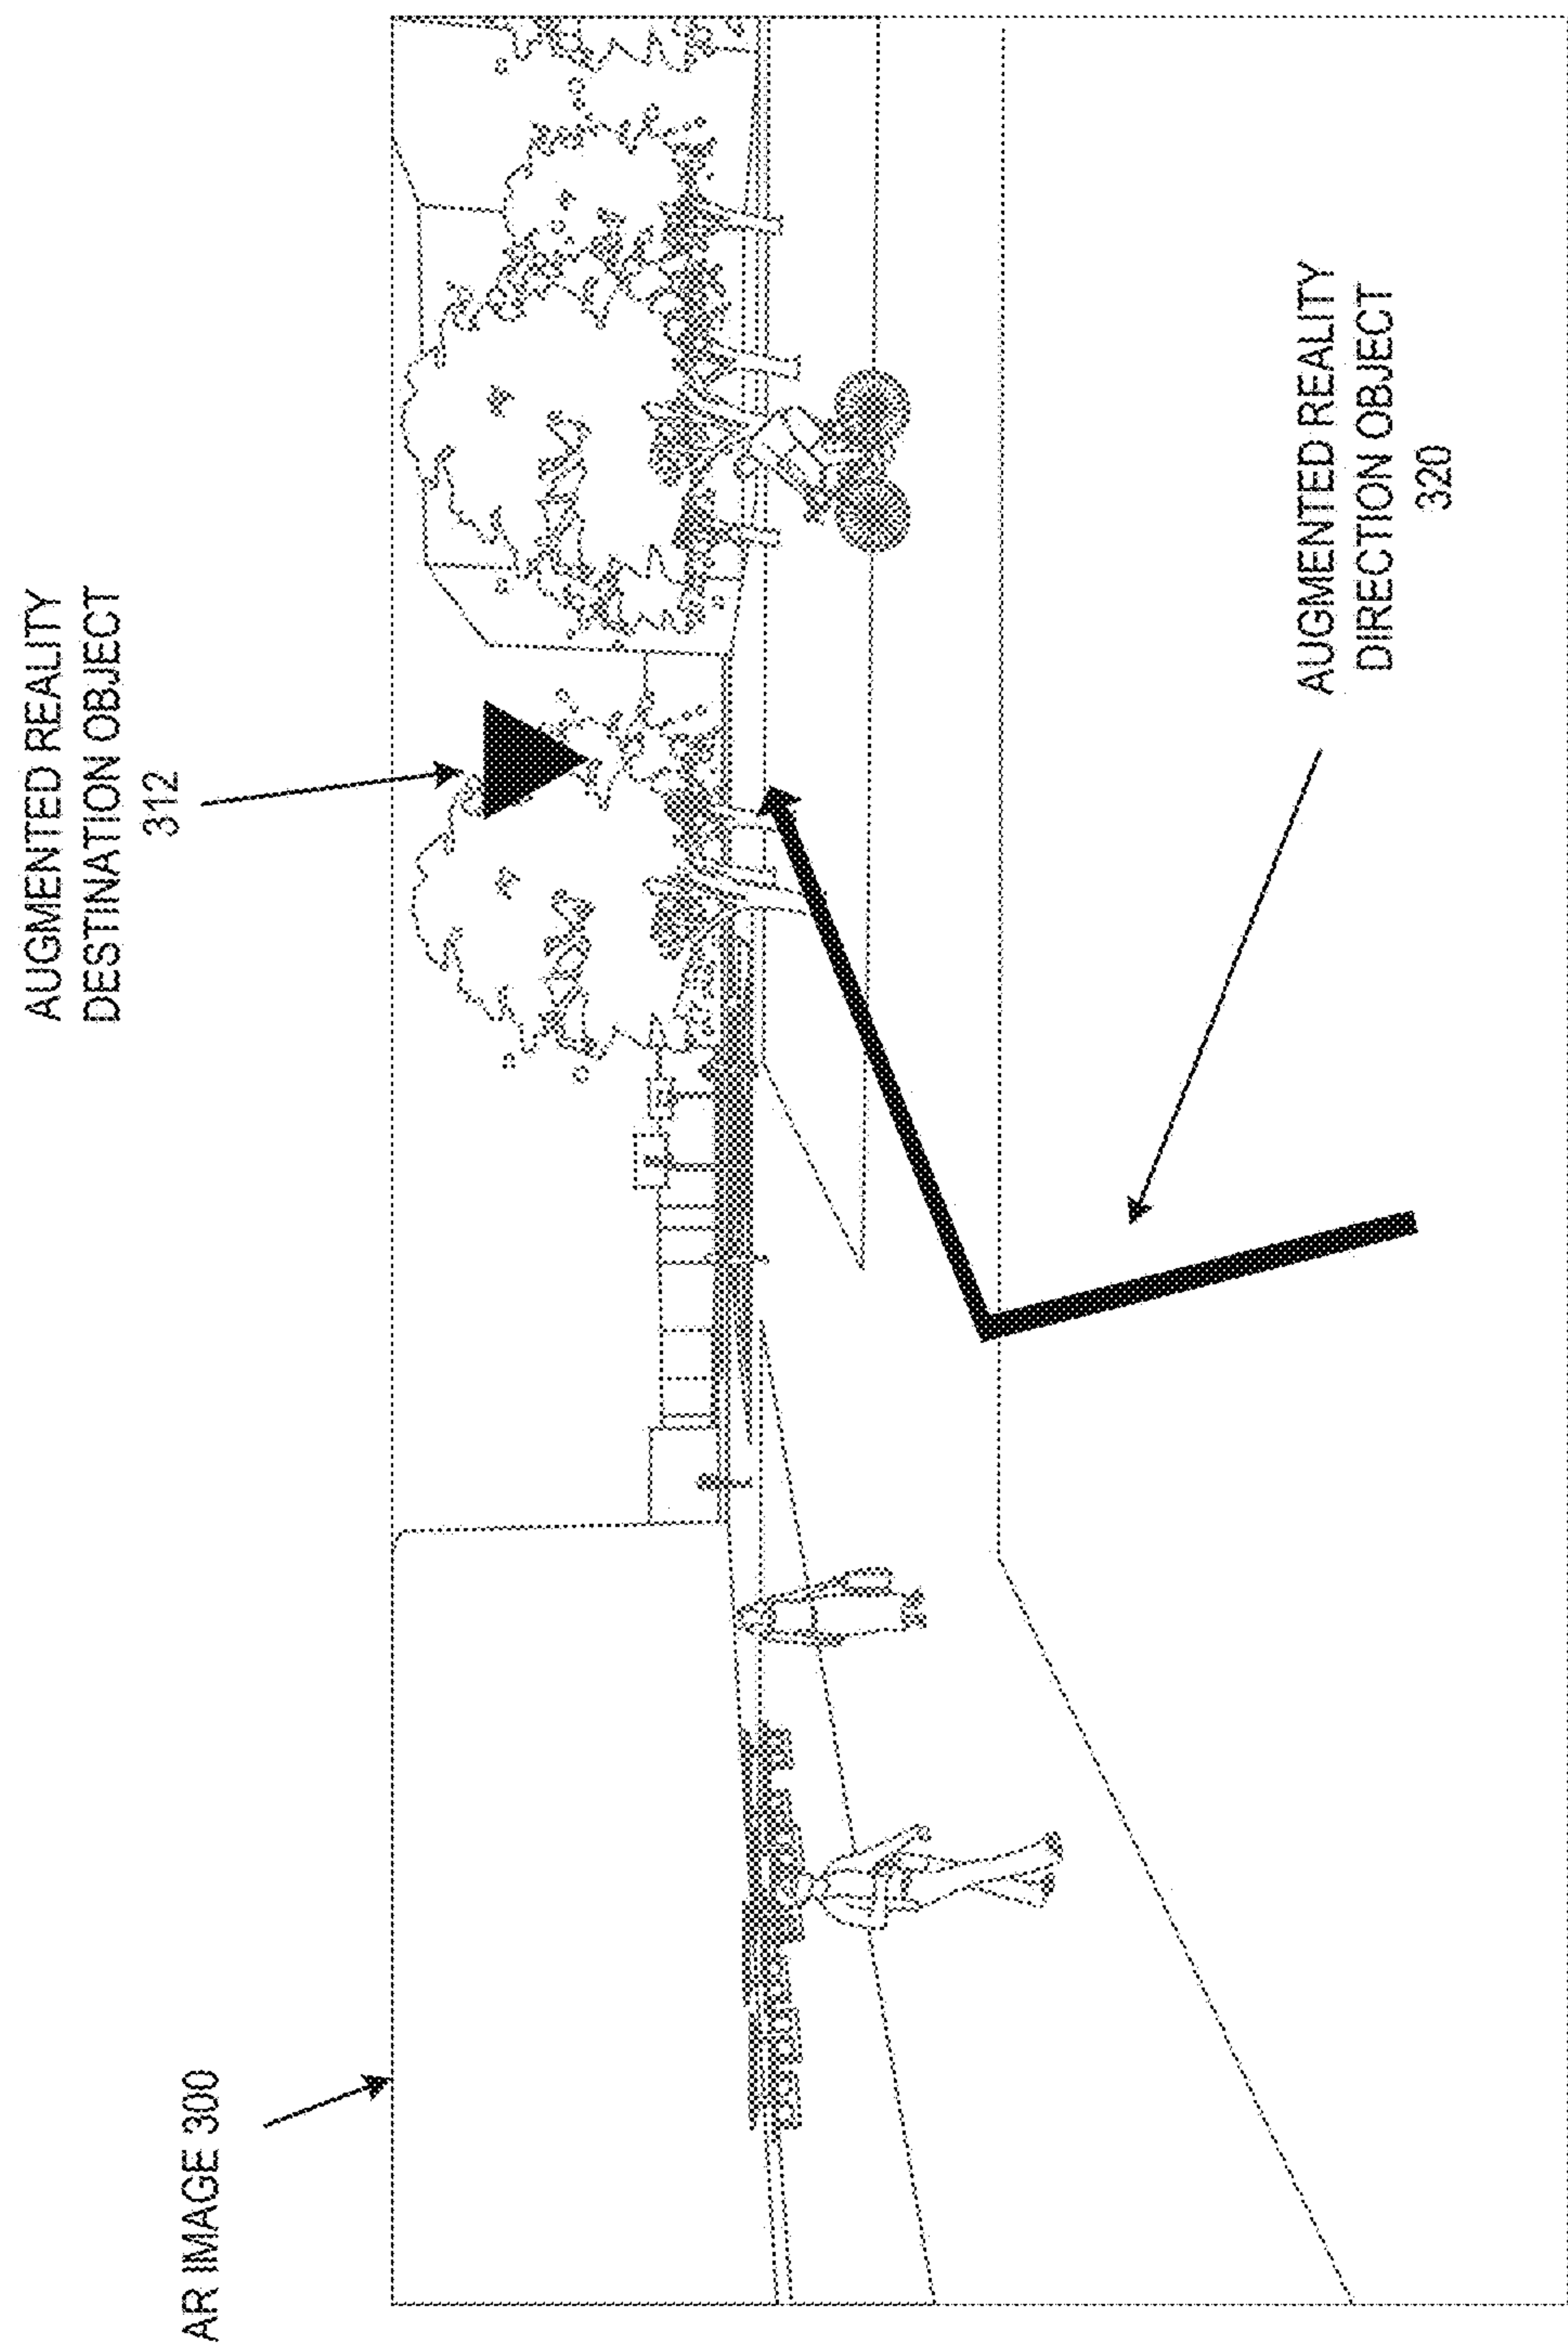 AR IMAGE 300
AUGMENTED REALITY
DESTINATION OBJECT
312
AUGMENTED REALITY
DIRECTION OBJECT
320